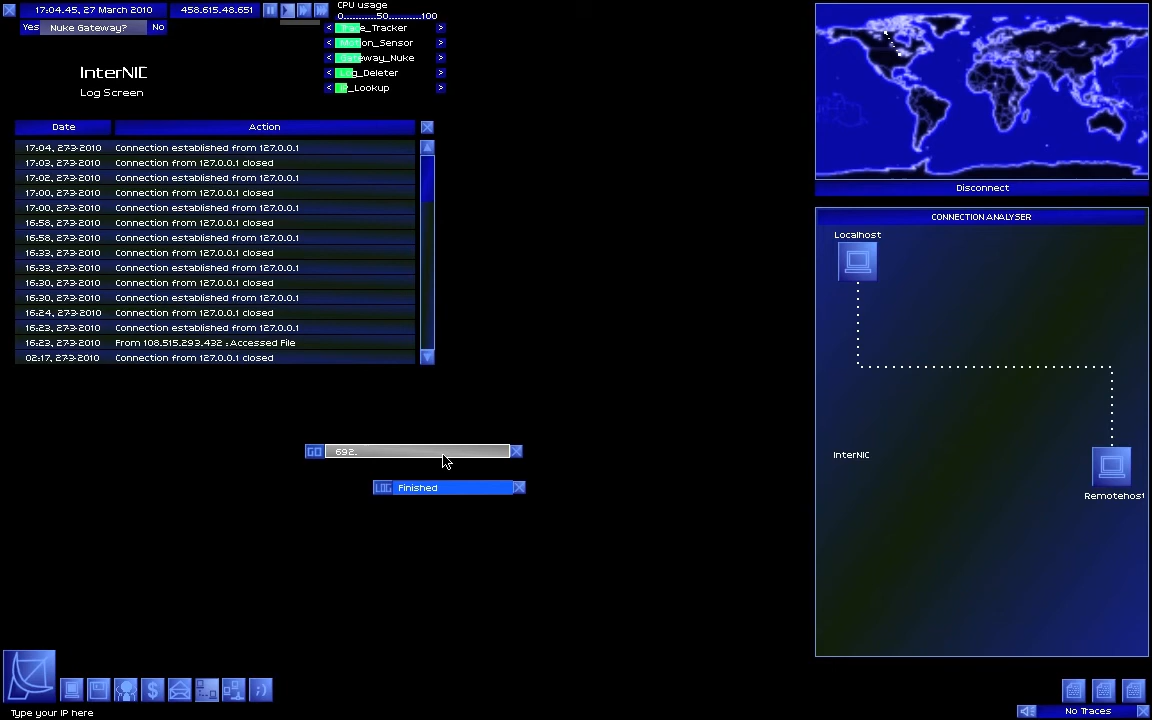 17:04.45, 27 March 2010 458.615.48.651 CPU usage
0......50......100
Yes Nuke Gateway? No
Trace_Tracker
Motion_Sensor
Gateway_Nuke
Log_Deleter
IP_Lookup
InterNIC
Log Screen
Date Action
17:04, 27-3-2010 Connection established from 127.0.0.1
17:03, 27-3-2010 Connection from 127.0.0.1 closed
17:02, 27-3-2010 Connection established from 127.0.0.1
17:00, 27-3-2010 Connection from 127.0.0.1 closed
17:00, 27-3-2010 Connection established from 127.0.0.1
16:58, 27-3-2010 Connection from 127.0.0.1 closed
16:58, 27-3-2010 Connection established from 127.0.0.1
16:33, 27-3-2010 Connection from 127.0.0.1 closed
16:33, 27-3-2010 Connection established from 127.0.0.1
16:30, 27-3-2010 Connection from 127.0.0.1 closed
16:30, 27-3-2010 Connection established from 127.0.0.1
16:24, 27-3-2010 Connection from 127.0.0.1 closed
16:23, 27-3-2010 Connection established from 127.0.0.1
16:23, 27-3-2010 From 108.515.293.432 : Accessed File
02:17, 27-3-2010 Connection from 127.0.0.1 closed
GO 692.
LOG Finished
Disconnect
CONNECTION ANALYSER
Localhost
InterNIC
Remotehost
Type your IP here
No Traces